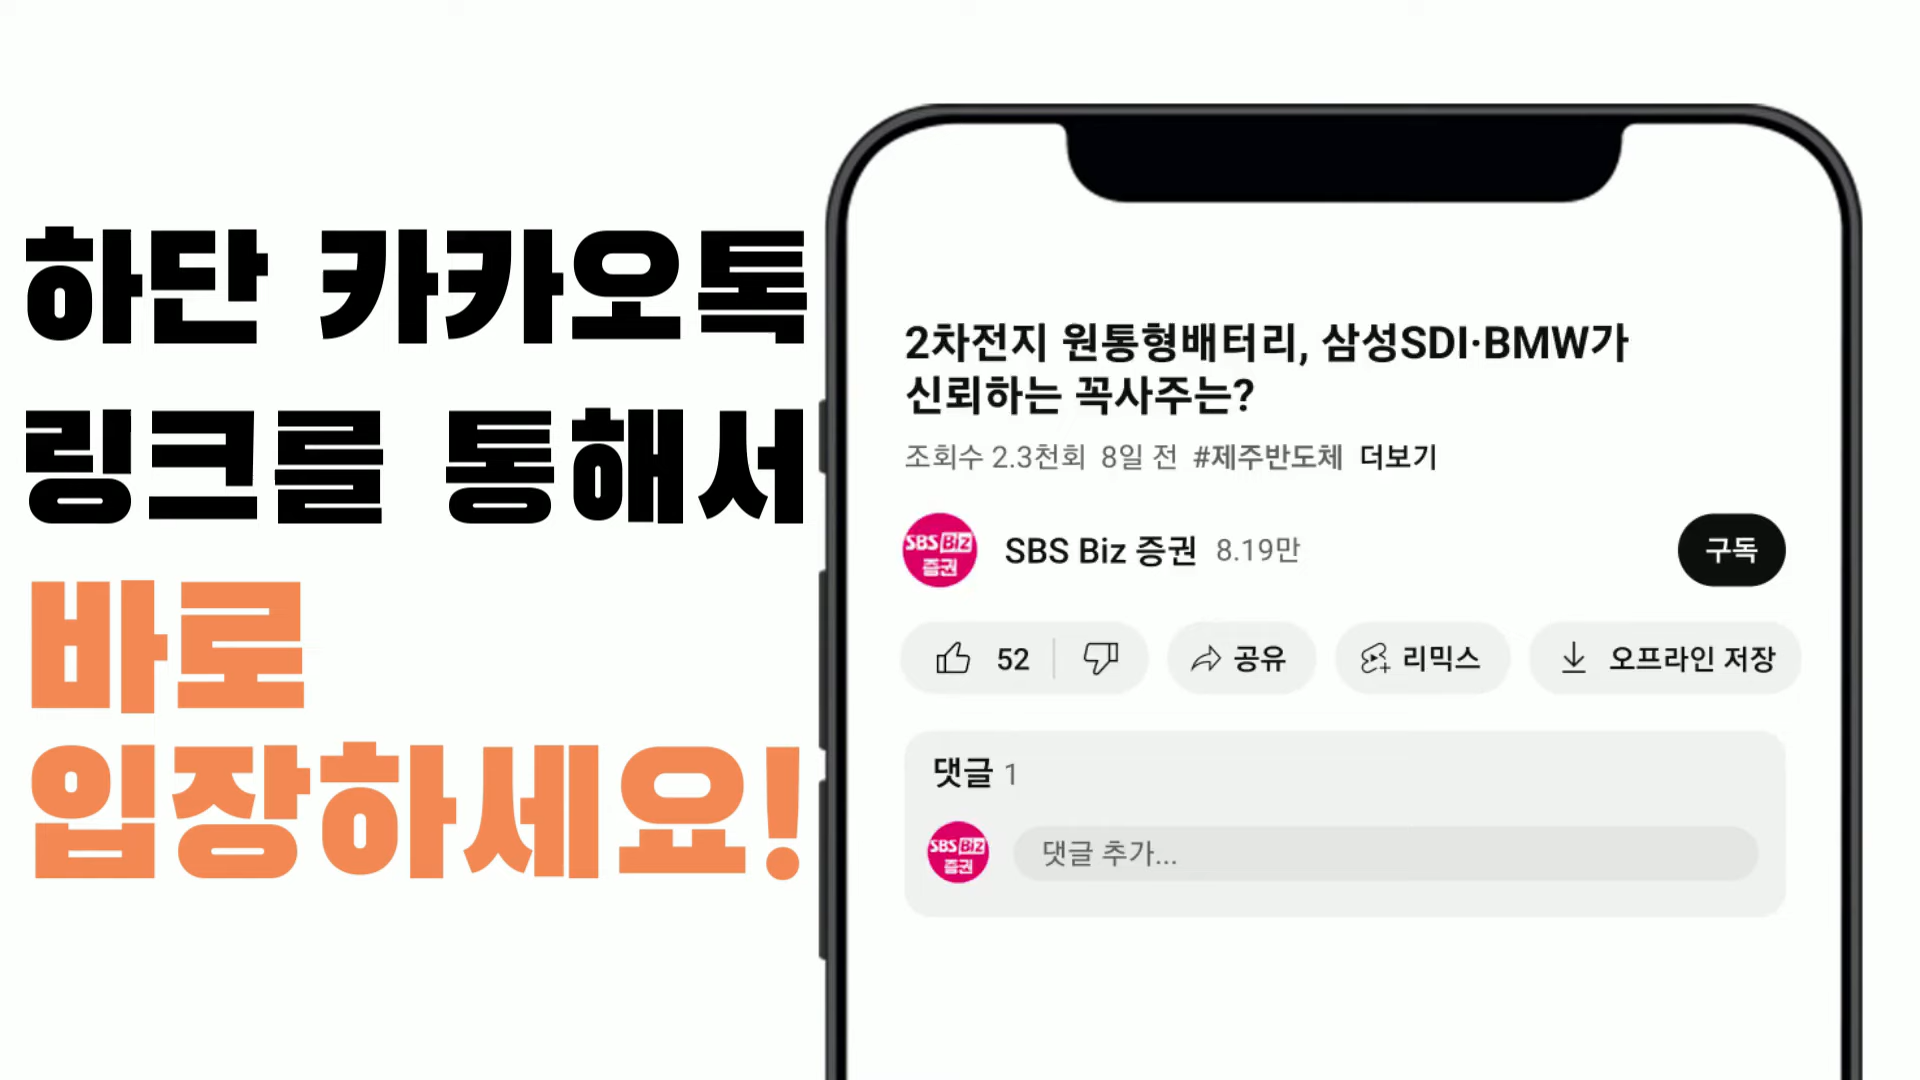 하단 카카오톡
링크를 통해서
바로
입장하세요!
2차전지 원통형배터리, 삼성SDI·BMW가
신뢰하는 꼭사주는?
조회수 2.3천회 8일 전 #제주반도체 더보기
SBS Biz 증권
SBS Biz 증권 8.19만
구독
52
공유
리믹스
오프라인 저장
댓글 1
SBS Biz 증권
댓글 추가...